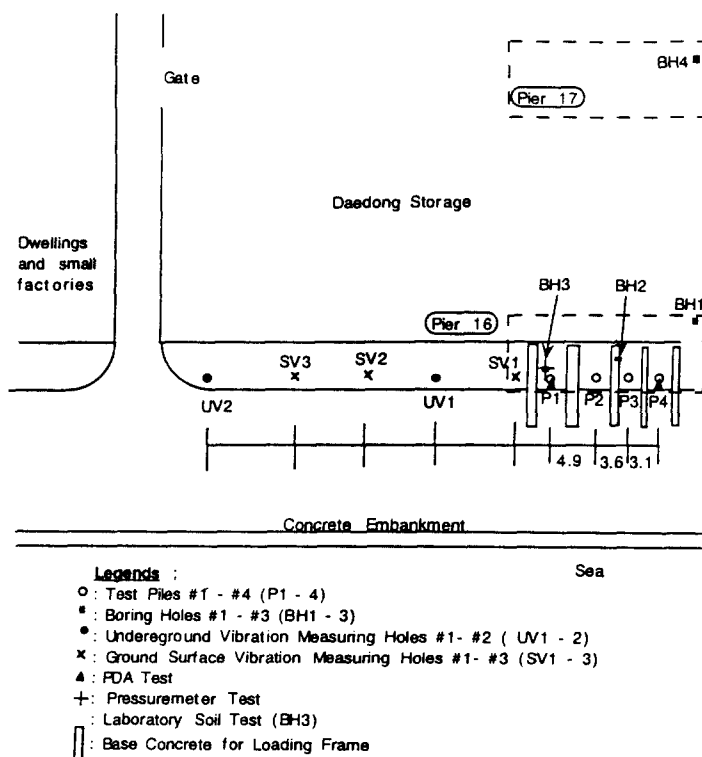 Gate
BH4
Pier 17
Daedong Storage
Dwellings
and small
factories
BH3
BH2
BH1
Pier 16
SV3
SV2
SV1
UV2
UV1
P1
P2
P3
P4
4.9
3.6
3.1
Concrete Embankment
Sea
Legends :
: Test Piles #1 - #4 (P1 - 4)
: Boring Holes #1 - #3 (BH1 - 3)
: Undereground Vibration Measuring Holes #1- #2 ( UV1 - 2)
: Ground Surface Vibration Measuring Holes #1- #3 (SV1 - 3)
: PDA Test
: Pressuremeter Test
: Laboratory Soil Test (BH3)
: Base Concrete for Loading Frame